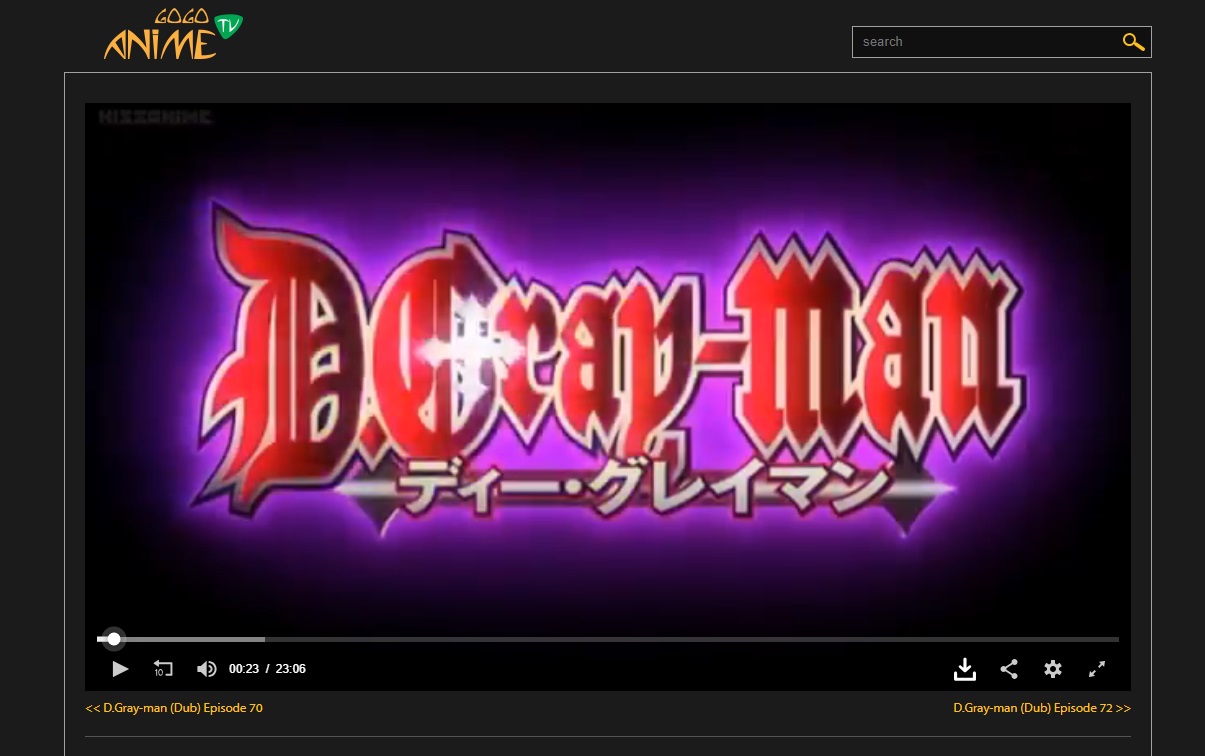 GOGO
ANIME TV
search
KISSANIME
D.Gray-man
ディー・グレイマン
10
00:23 / 23:06
<< D.Gray-man (Dub) Episode 70
D.Gray-man (Dub) Episode 72 >>